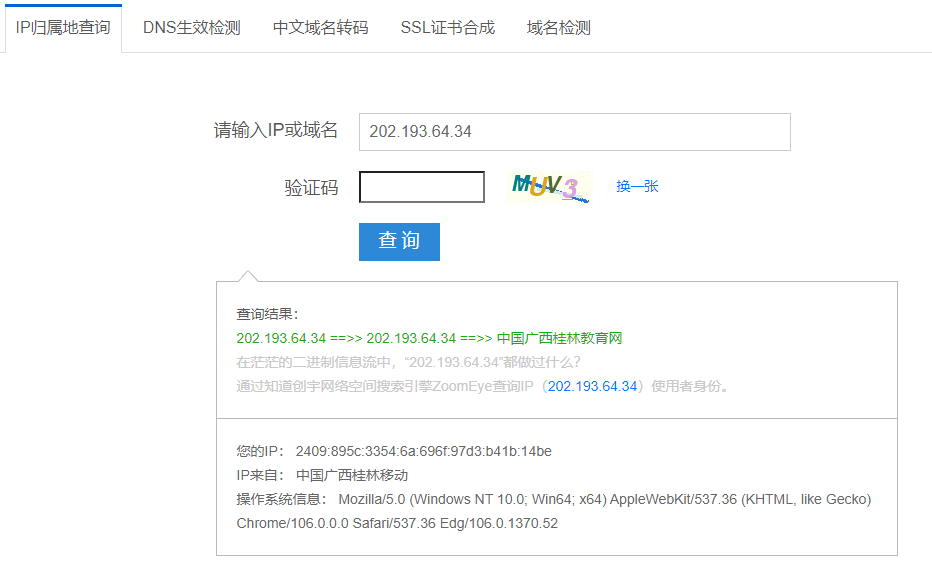 IP归属地查询 DNS生效检测 中文域名转码 SSL证书合成 域名检测
请输入IP或域名 202.193.64.34
验证码 MUV3 换一张
查 询
查询结果：
202.193.64.34 ==>> 202.193.64.34 ==>> 中国广西桂林教育网
在茫茫的二进制信息流中，“202.193.64.34”都做过什么？
通过知道创宇网络空间搜索引擎ZoomEye查询IP（202.193.64.34）使用者身份。
您的IP： 2409:895c:3354:6a:696f:97d3:b41b:14be
IP来自： 中国广西桂林移动
操作系统信息： Mozilla/5.0 (Windows NT 10.0; Win64; x64) AppleWebKit/537.36 (KHTML, like Gecko)
Chrome/106.0.0.0 Safari/537.36 Edg/106.0.1370.52